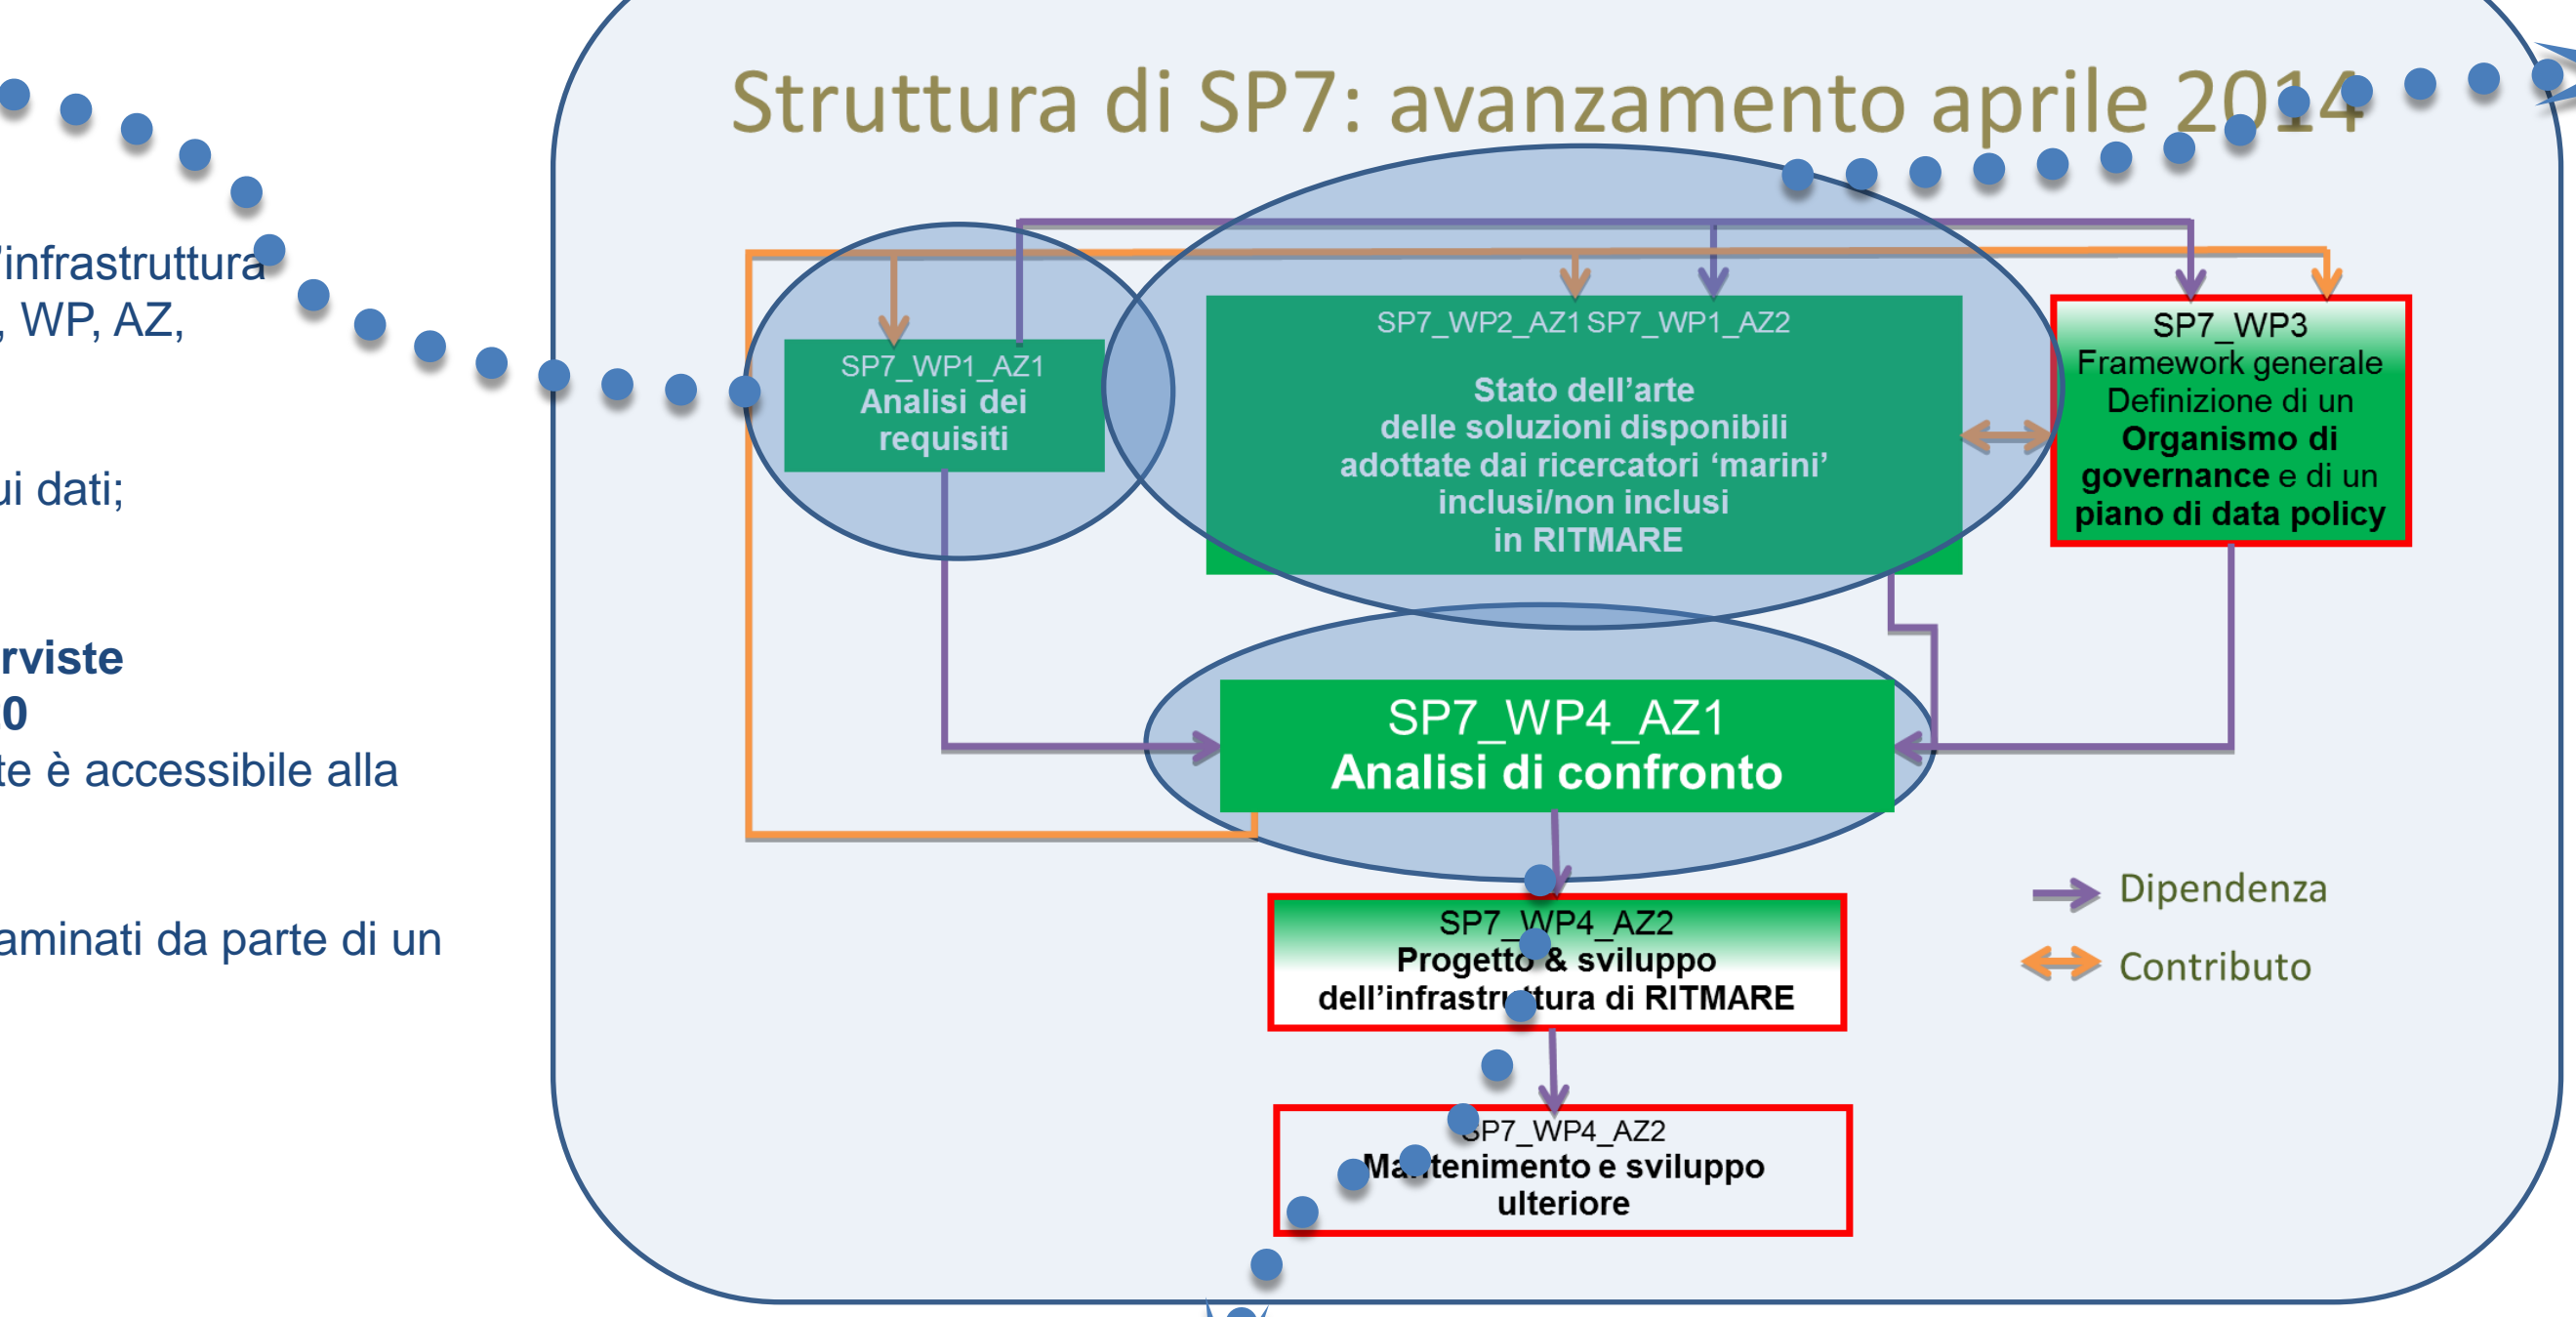 Struttura di SP7: avanzamento aprile 2014
'infrastruttura
, WP, AZ,
ui dati;
rviste
0
te è accessibile alla
aminati da parte di un
SP7_WP1_AZ1
Analisi dei
requisiti
SP7_WP2_AZ1 SP7_WP1_AZ2
Stato dell’arte
delle soluzioni disponibili
adottate dai ricercatori ‘marini’
inclusi/non inclusi
in RITMARE
SP7_WP3
Framework generale
Definizione di un
Organismo di
governance e di un
piano di data policy
SP7_WP4_AZ1
Analisi di confronto
SP7_WP4_AZ2
Progetto & sviluppo
dell’infrastruttura di RITMARE
SP7_WP4_AZ2
Mantenimento e sviluppo
ulteriore
Dipendenza
Contributo